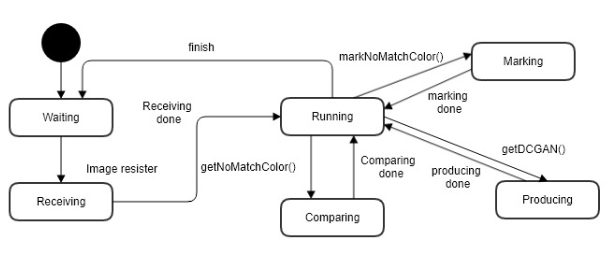 finish
markNoMatchColor()
Marking
marking
done
Waiting
Receiving
done
Running
getDCGAN()
Image resister
getNoMatchColor()
Comparing
done
producing
done
Receiving
Comparing
Producing